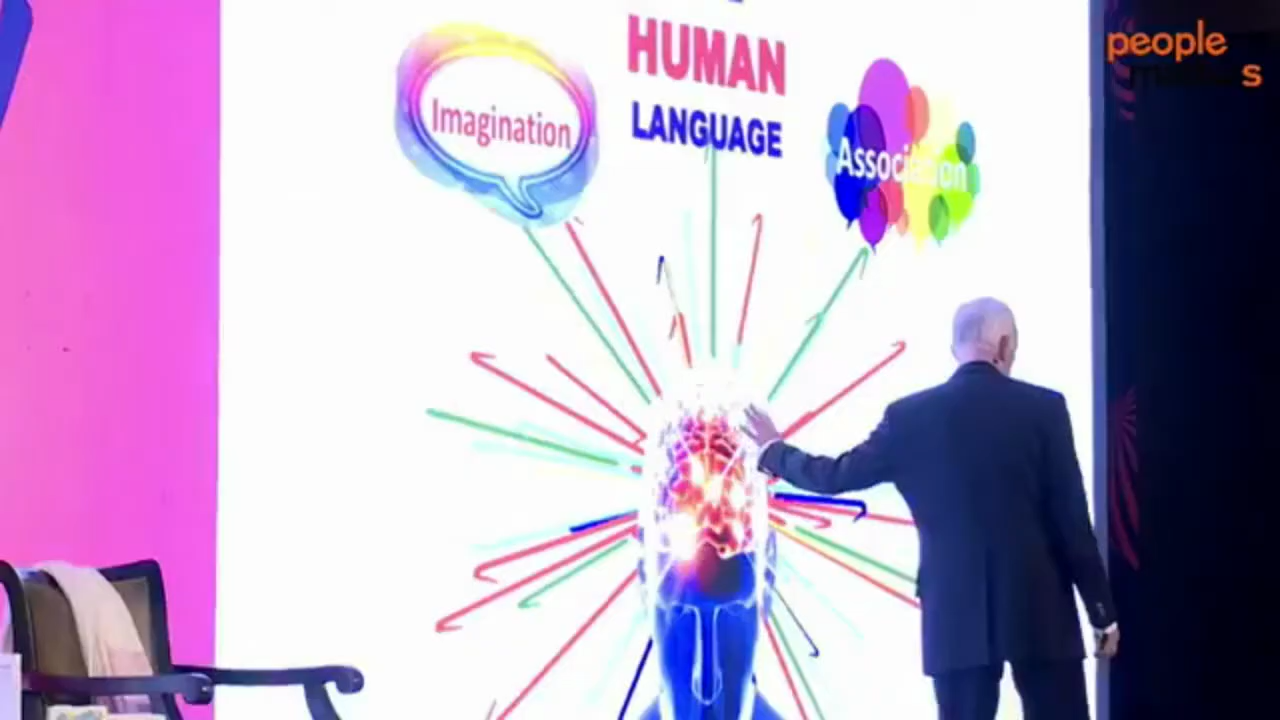 HUMAN
LANGUAGE
Imagination
Association
people
s